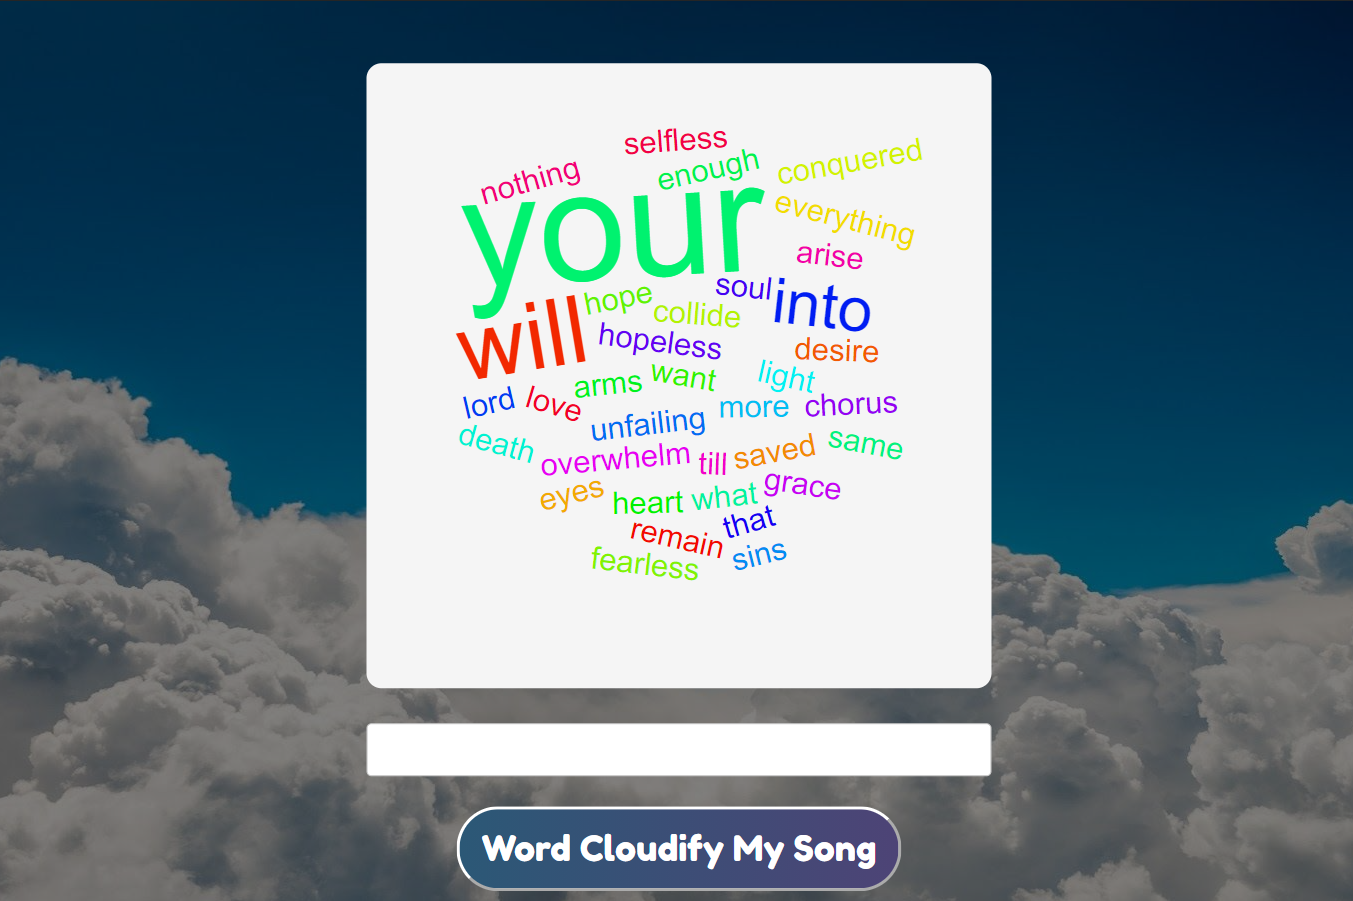 selfless
nothing
enough
conquered
your
everything
arise
soul
into
hope
collide
will
hopeless
desire
arms
want
light
lord
love
more
chorus
unfailing
death
overwhelm
till
saved
same
eyes
heart
what
grace
remain
that
fearless
sins
Word Cloudify My Song